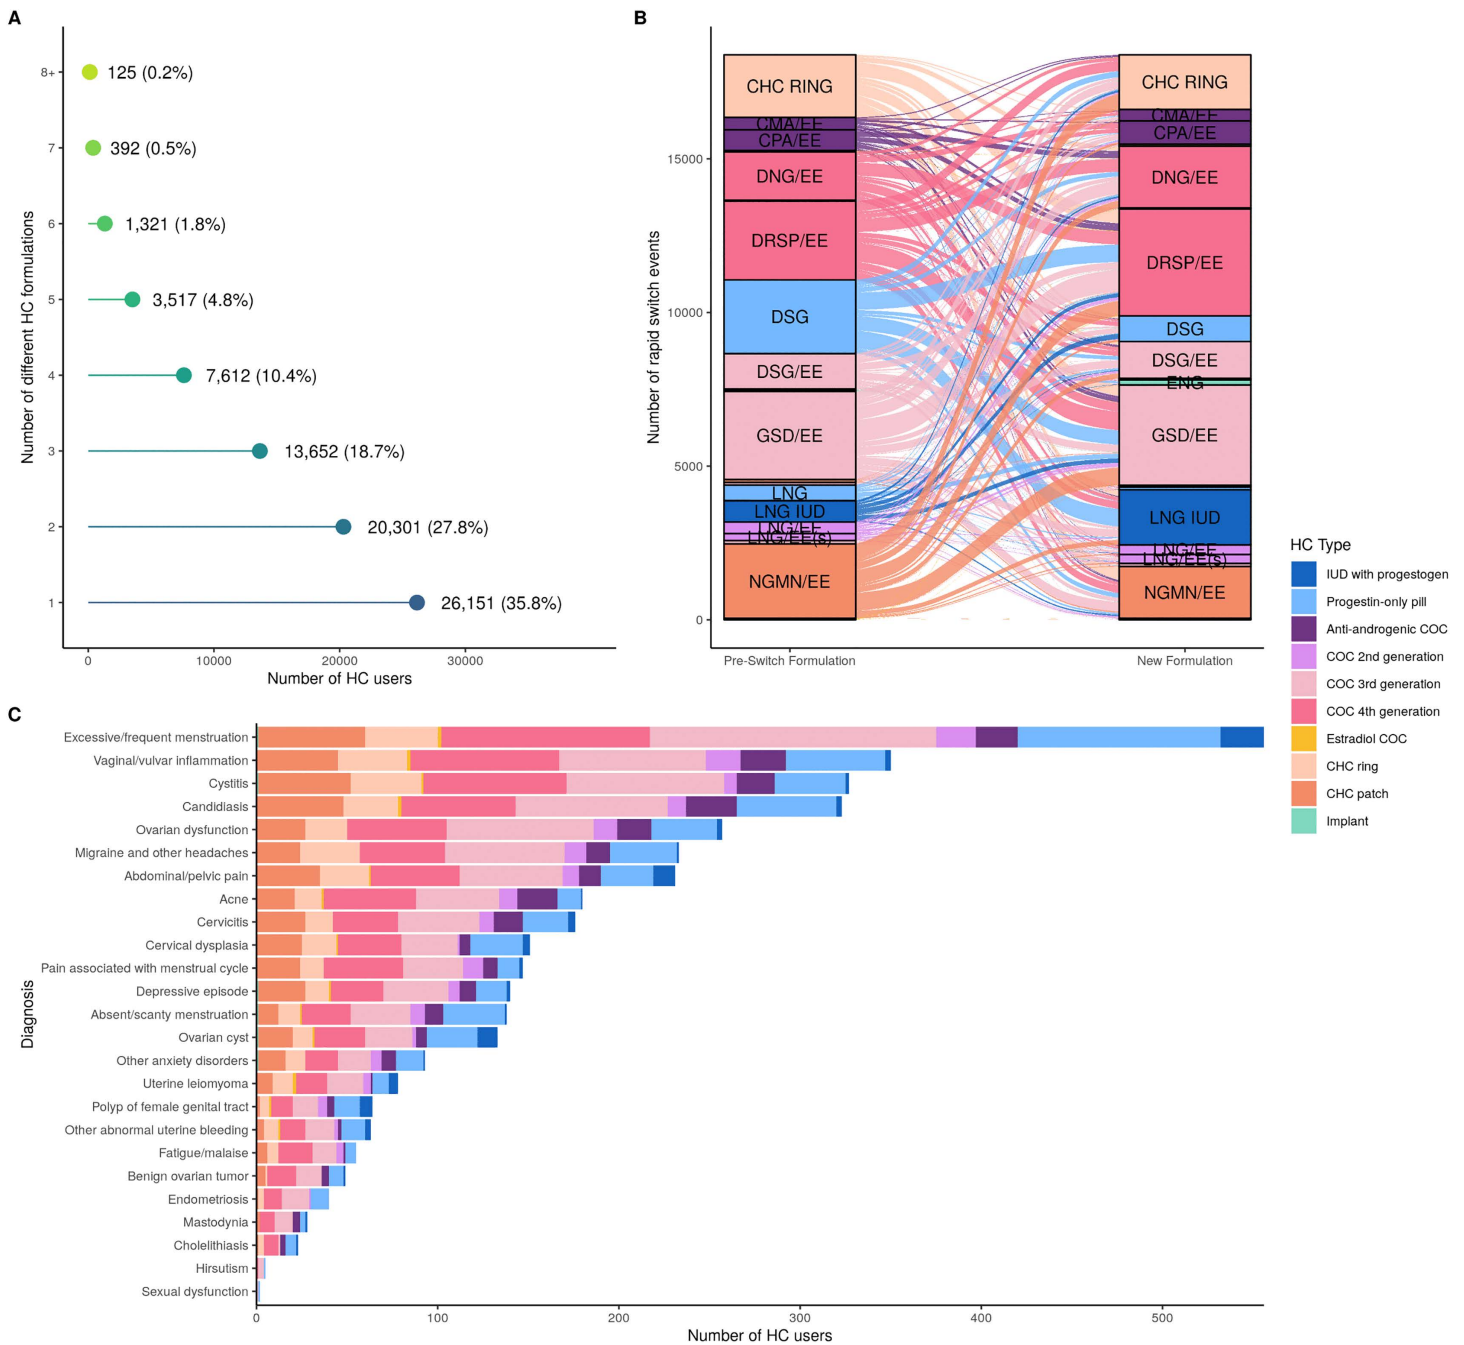 A
Number of different HC formulations
8+
125 (0.2%)
7
392 (0.5%)
6
1,321 (1.8%)
5
3,517 (4.8%)
4
7,612 (10.4%)
3
13,652 (18.7%)
2
20,301 (27.8%)
1
26,151 (35.8%)
0
10000
20000
30000
Number of HC users
B
Number of rapid switch events
15000
10000
5000
0
CHC RING
CMA/EE
CPA/EE
DNG/EE
DRSP/EE
DSG
DSG/EE
GSD/EE
LNG
LNG IUD
LNG/EE
LNG/EE(s)
NGMN/EE
CHC RING
CMA/EE
CPA/EE
DNG/EE
DRSP/EE
DSG
DSG/EE
ENG
GSD/EE
LNG IUD
LNG/EE
LNG/EE(s)
NGMN/EE
Pre-Switch Formulation
New Formulation
HC Type
IUD with progestogen
Progestin-only pill
Anti-androgenic COC
COC 2nd generation
COC 3rd generation
COC 4th generation
Estradiol COC
CHC ring
CHC patch
Implant
C
Diagnosis
Excessive/frequent menstruation
Vaginal/vulvar inflammation
Cystitis
Candidiasis
Ovarian dysfunction
Migraine and other headaches
Abdominal/pelvic pain
Acne
Cervicitis
Cervical dysplasia
Pain associated with menstrual cycle
Depressive episode
Absent/scanty menstruation
Ovarian cyst
Other anxiety disorders
Uterine leiomyoma
Polyp of female genital tract
Other abnormal uterine bleeding
Fatigue/malaise
Benign ovarian tumor
Endometriosis
Mastodynia
Cholelithiasis
Hirsutism
Sexual dysfunction
0
100
200
300
400
500
Number of HC users